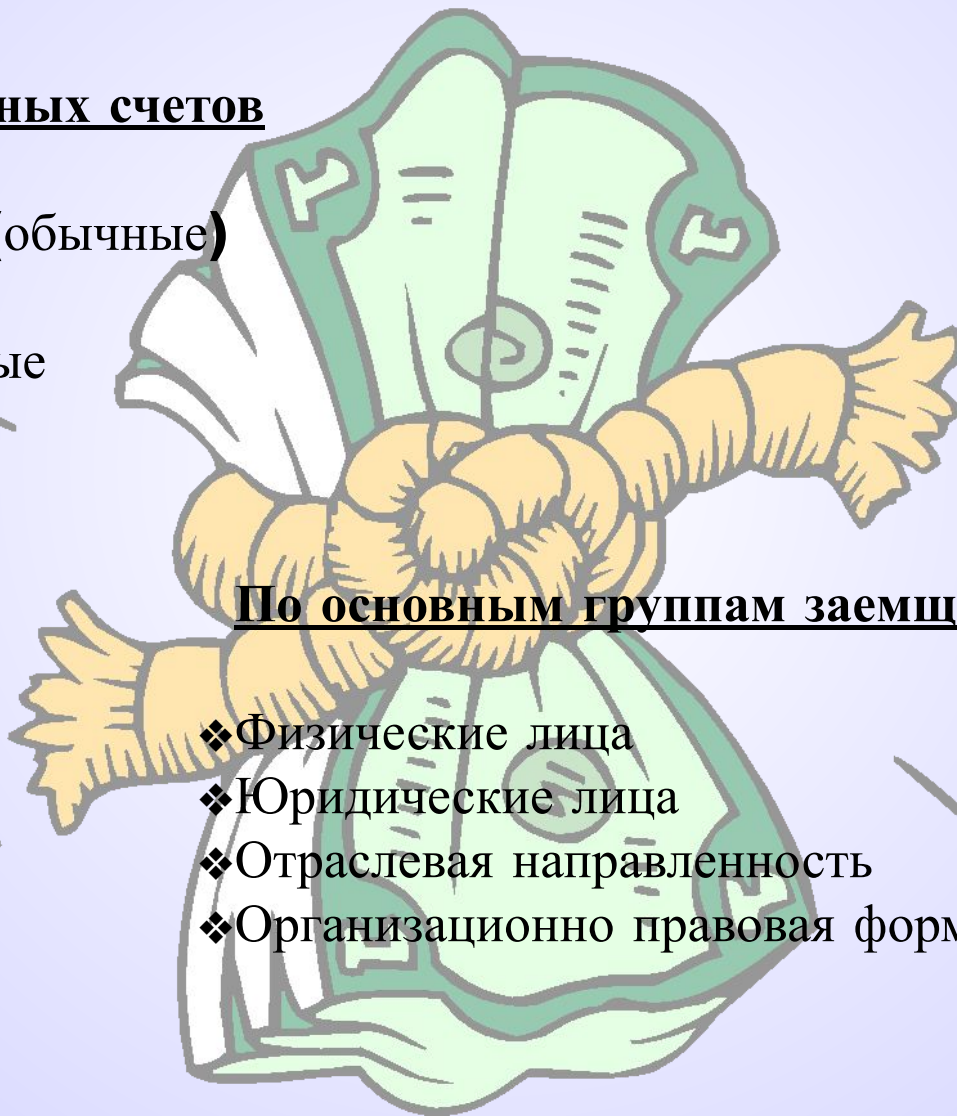 ных счетов
(обычные)
ые
По основным группам заемщ
❖Физические лица
❖Юридические лица
❖Отраслевая направленность
❖Организационно правовая форм